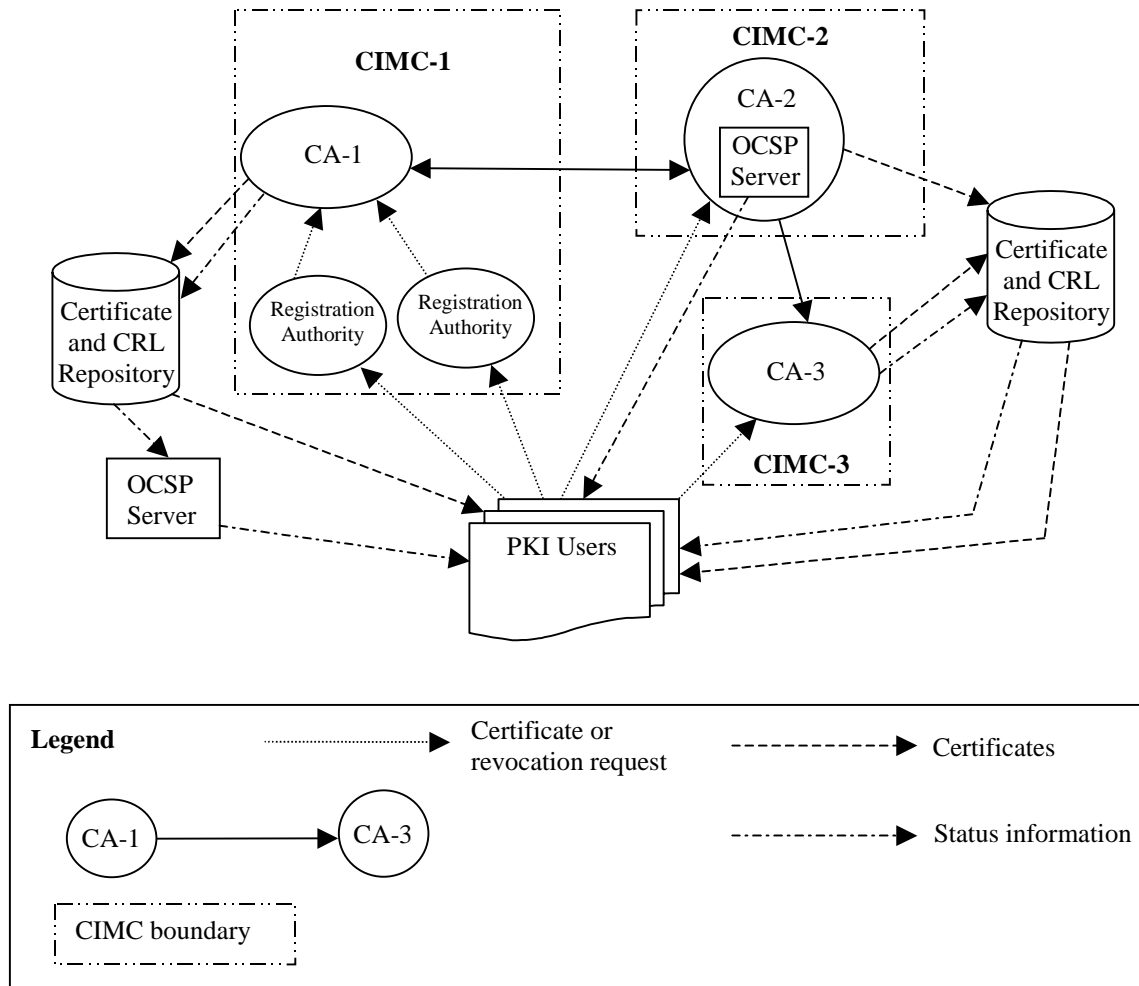 CIMC-1
CIMC-2
CA-1
CA-2
OCSP
Server
Certificate
and CRL
Repository
Registration
Authority
Registration
Authority
Certificate
and CRL
Repository
CA-3
CIMC-3
OCSP
Server
PKI Users
Legend
Certificate or
revocation request
Certificates
CA-1
CA-3
Status information
CIMC boundary